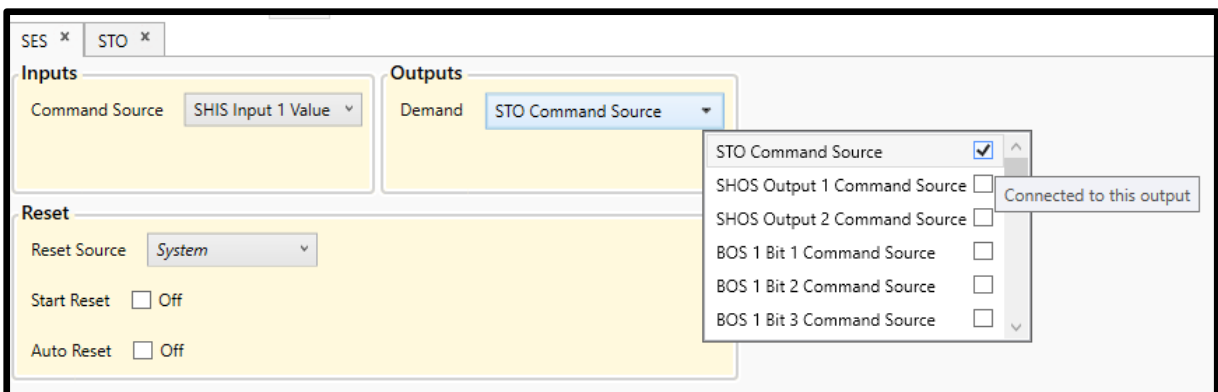 SES x STO x
Inputs
Command Source SHIS Input 1 Value
Outputs
Demand STO Command Source
STO Command Source
SHOS Output 1 Command Source
Connected to this output
SHOS Output 2 Command Source
BOS 1 Bit 1 Command Source
BOS 1 Bit 2 Command Source
BOS 1 Bit 3 Command Source
Reset
Reset Source System
Start Reset Off
Auto Reset Off